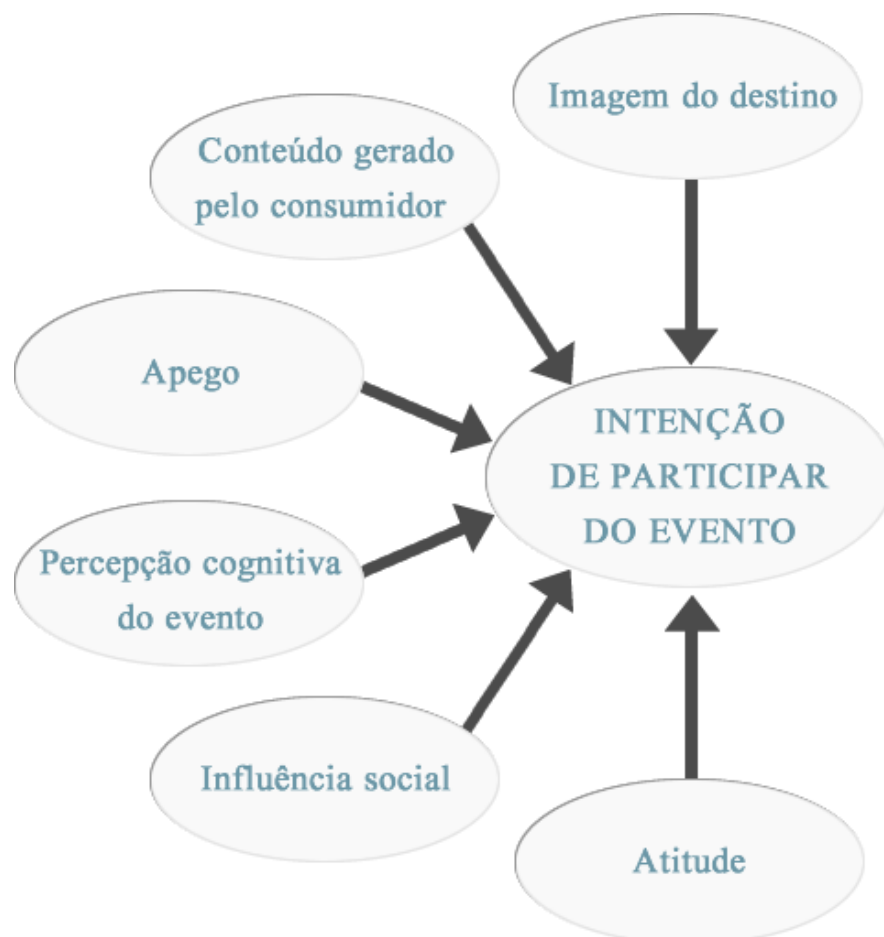 Imagem do destino
Conteúdo gerado
pelo consumidor
Apego
INTENÇÃO
DE PARTICIPAR
DO EVENTO
Percepção cognitiva
do evento
Influência social
Atitude